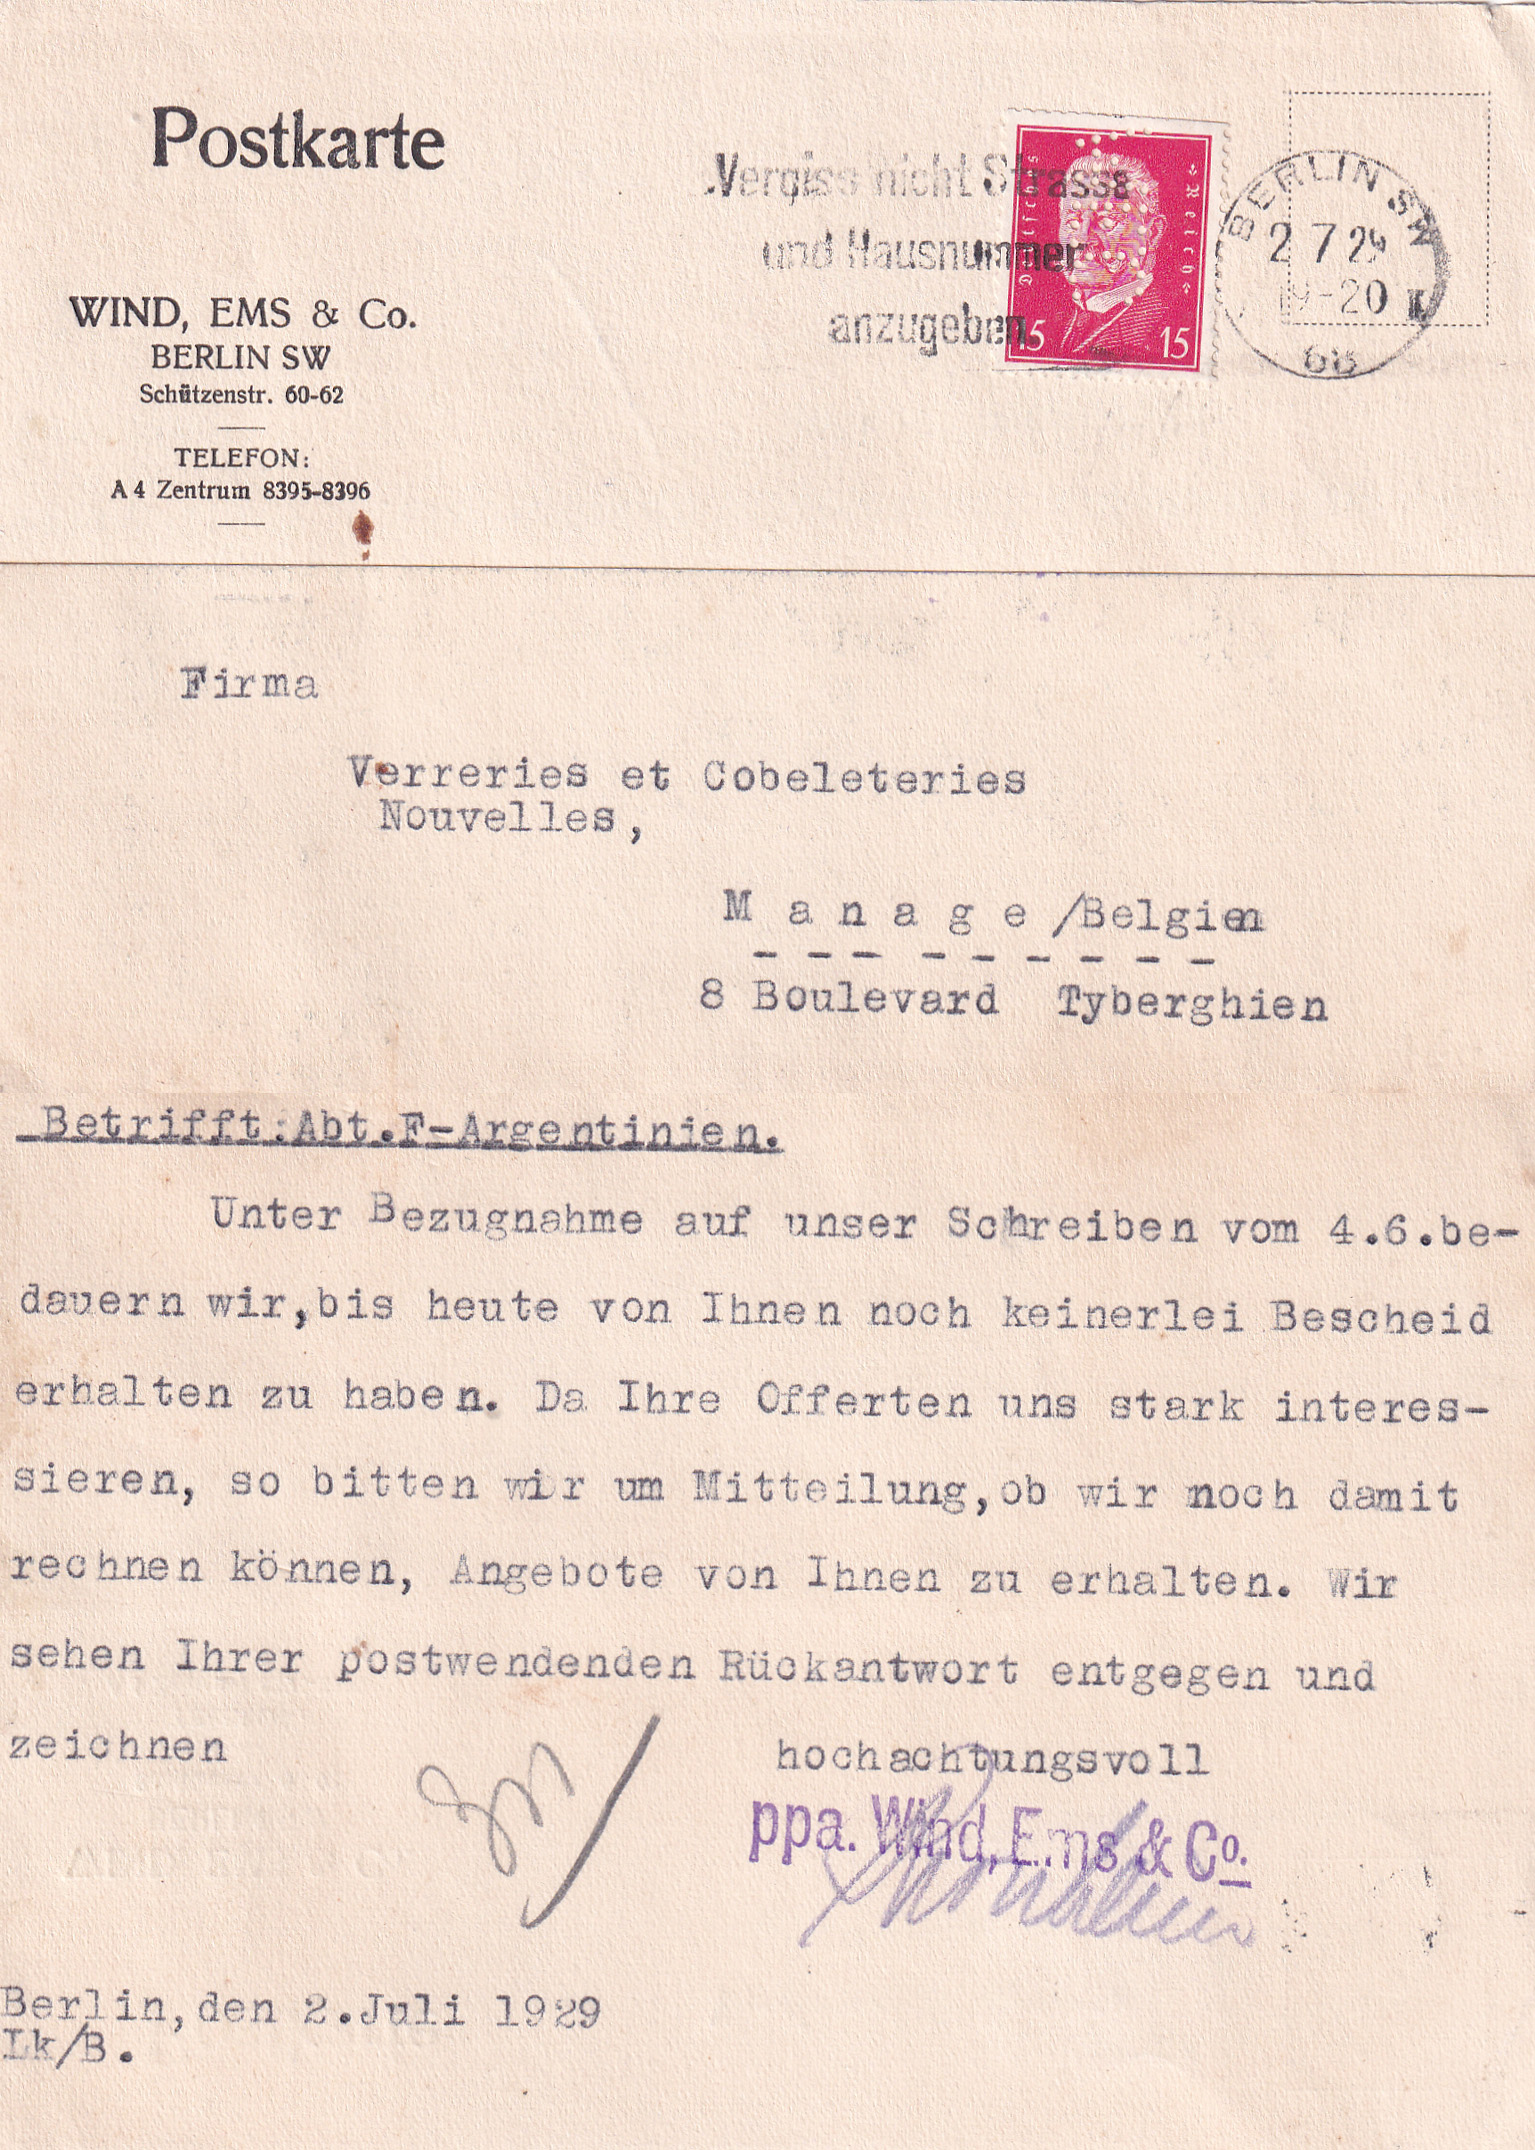 Postkarte
Vergiss nicht Strasse
und Hausnummer
anzugeben.
Deutsches Reich
15 15
BERLIN SW
2 7 29
19-20
68
WIND, EMS & Co.
BERLIN SW
Schützenstr. 60-62
TELEFON:
A 4 Zentrum 8395-8396
Firma
Verreries et Cobeleteries
Nouvelles,
M a n a g e /Belgien
8 Boulevard Tyberghien
Betrifft:Abt.F-Argentinien.
Unter Bezugnahme auf unser Schreiben vom 4.6.be-
dauern wir,bis heute von Ihnen noch keinerlei Bescheid
erhalten zu haben. Da Ihre Offerten uns stark interes-
sieren, so bitten wir um Mitteilung,ob wir noch damit
rechnen können, Angebote von Ihnen zu erhalten. Wir
sehen Ihrer postwendenden Rückantwort entgegen und
zeichnen
hochachtungsvoll
ppa. Wind, Ems & Co.
Berlin,den 2.Juli 1929
Lk/B.